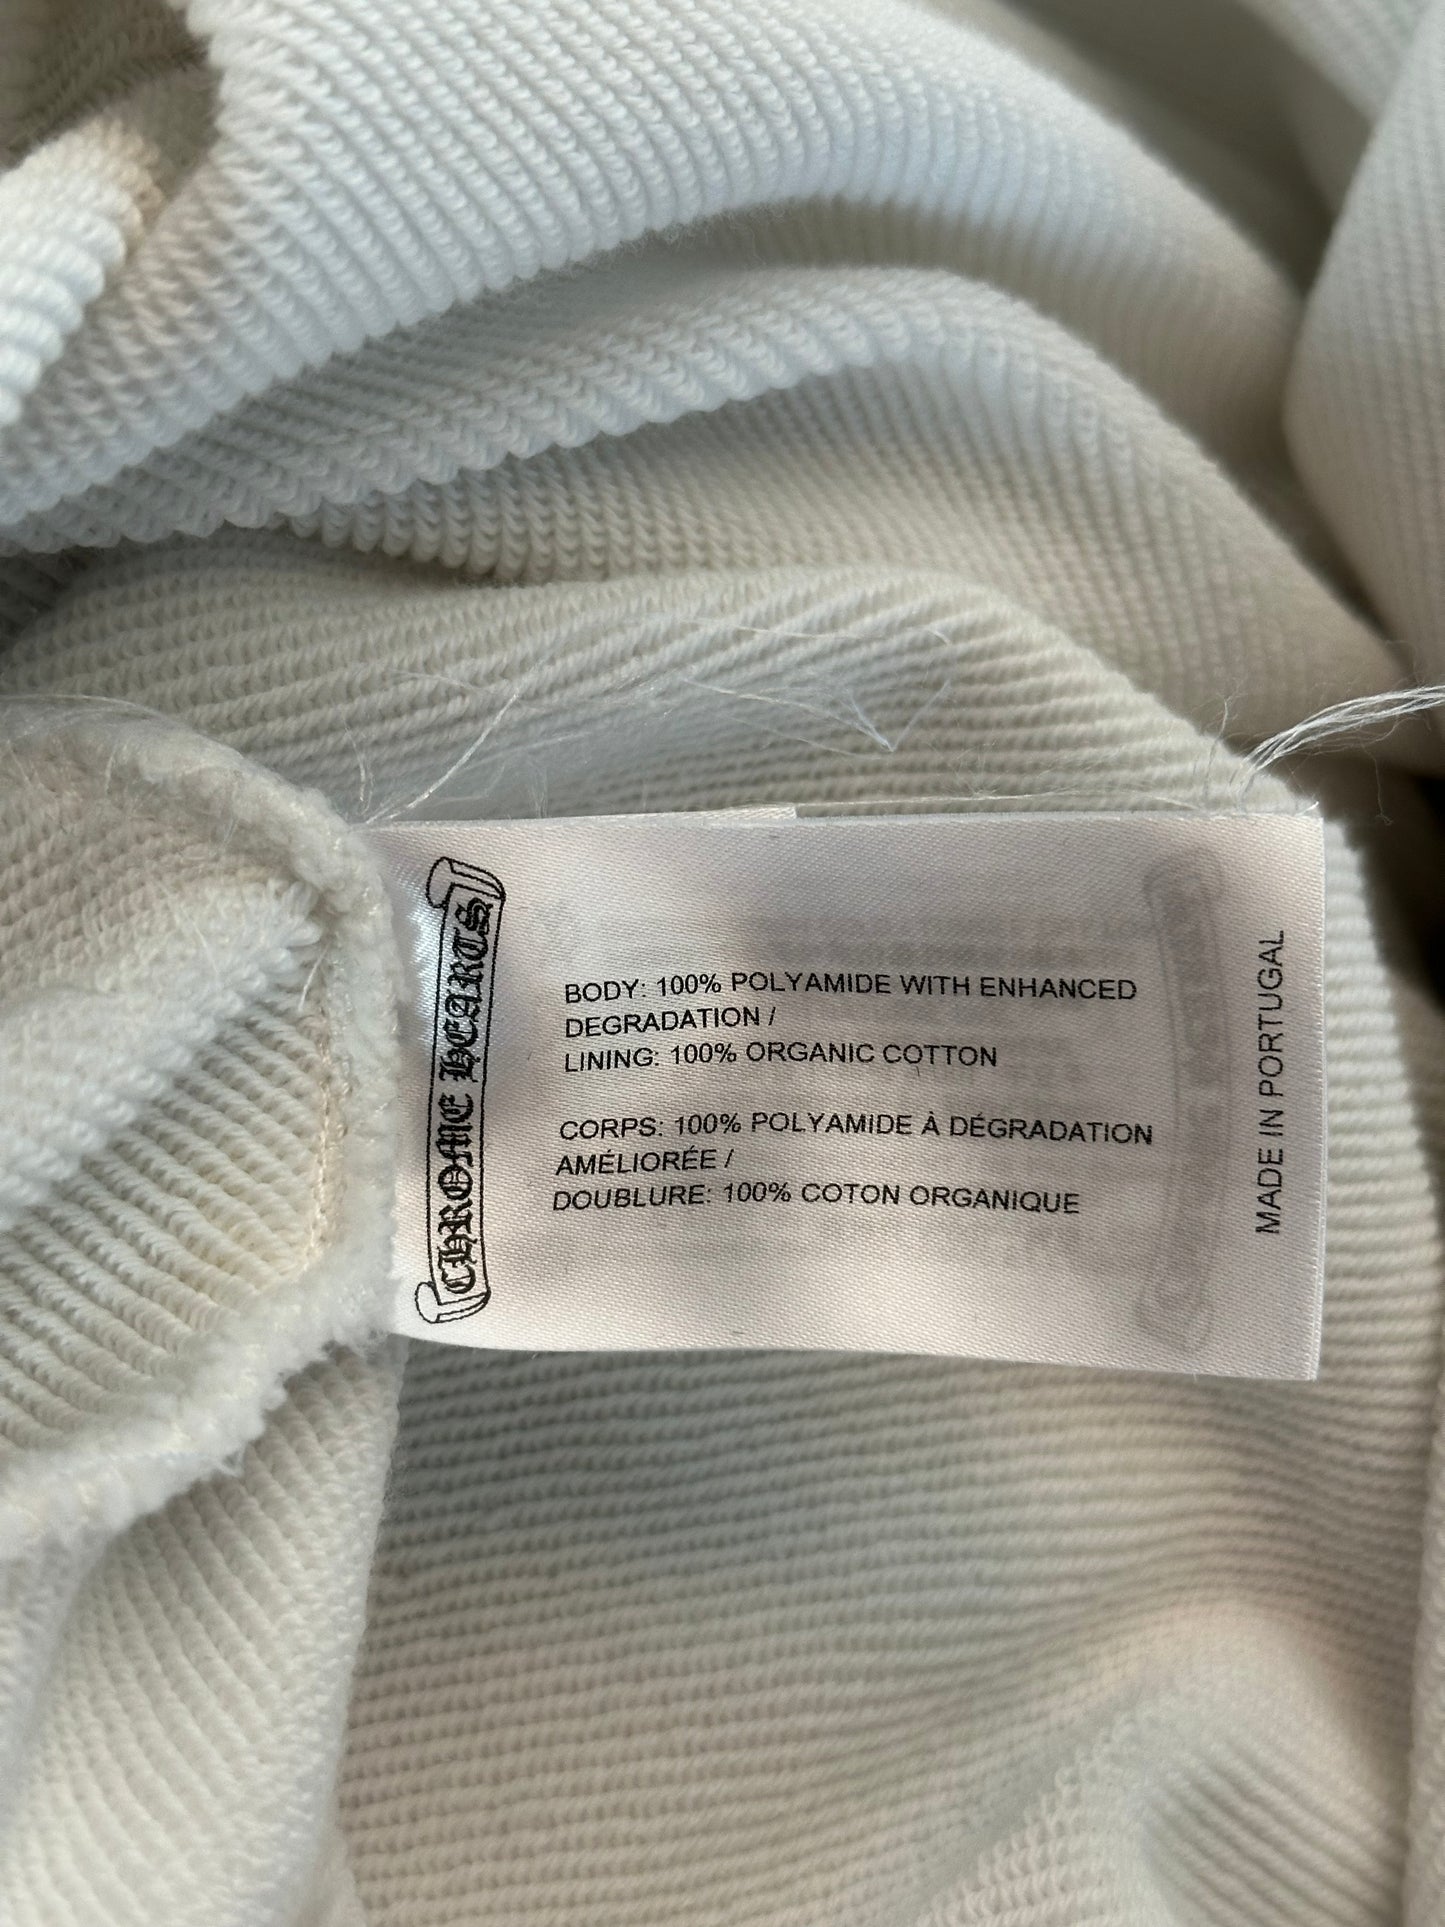 CHROME HEARTS
BODY: 100% POLYAMIDE WITH ENHANCED
DEGRADATION /
LINING: 100% ORGANIC COTTON
CORPS: 100% POLYAMIDE À DÉGRADATION
AMÉLIORÉE /
DOUBLURE: 100% COTON ORGANIQUE
MADE IN PORTUGAL